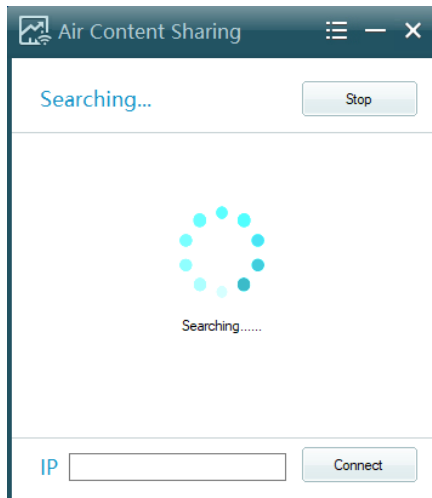 Air Content Sharing
Searching...
Stop
Searching......
IP
Connect